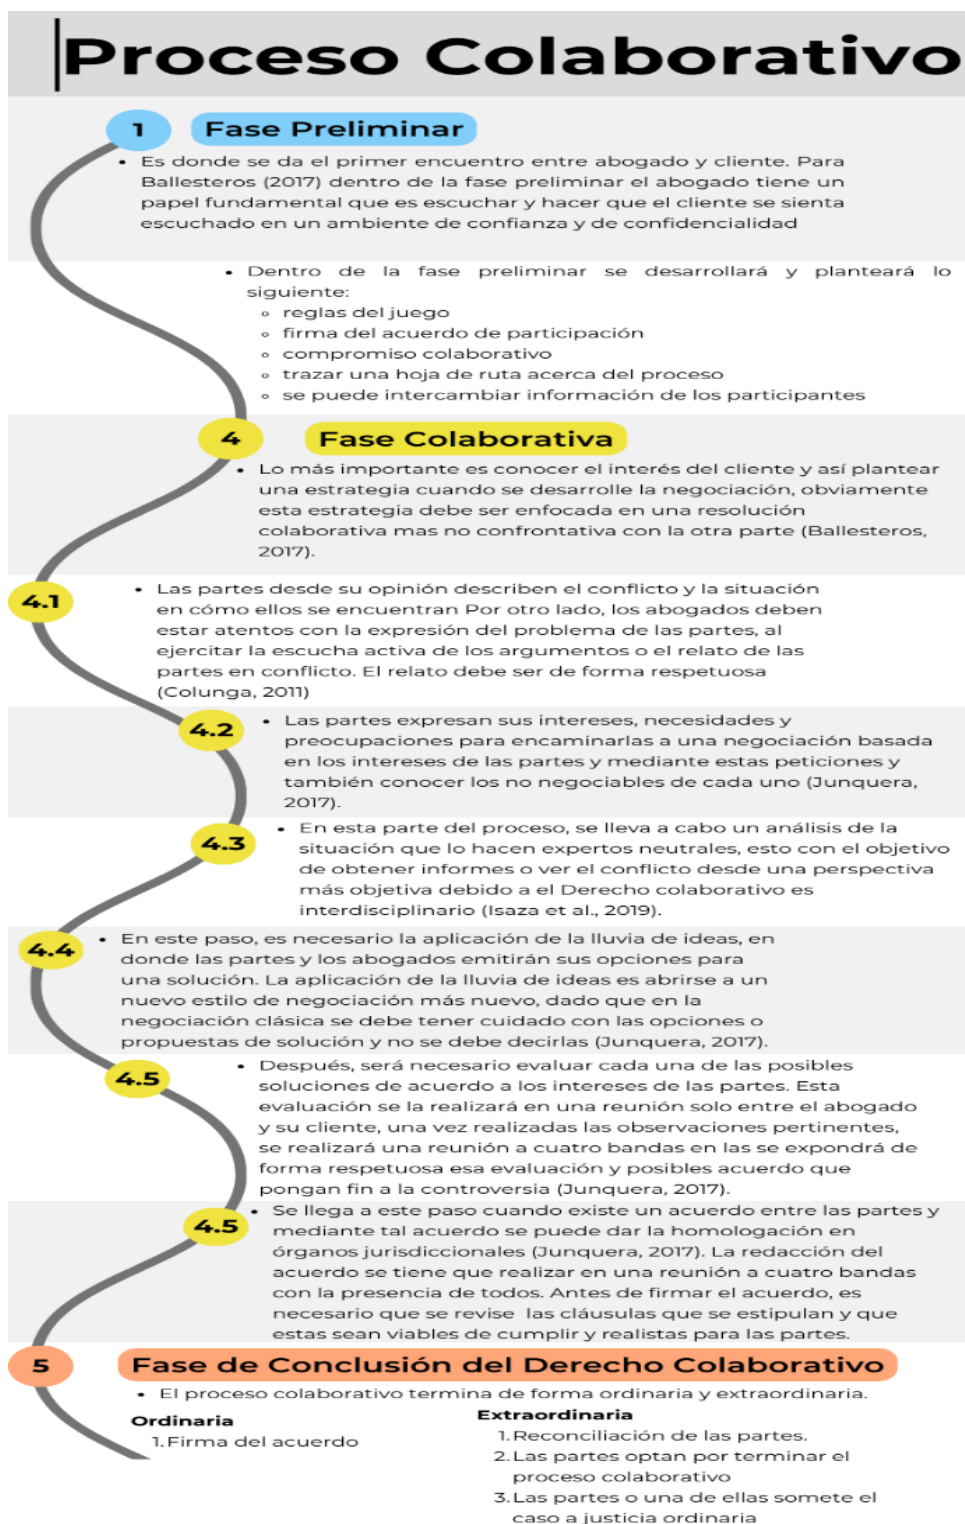 Proceso Colaborativo
1
Fase Preliminar
• Es donde se da el primer encuentro entre abogado y cliente. Para
Ballesteros (2017) dentro de la fase preliminar el abogado tiene un
papel fundamental que es escuchar y hacer que el cliente se sienta
escuchado en un ambiente de confianza y de confidencialidad
• Dentro de la fase preliminar se desarrollará y planteará lo
siguiente:
◦ reglas del juego
◦ firma del acuerdo de participación
◦ compromiso colaborativo
◦ trazar una hoja de ruta acerca del proceso
◦ se puede intercambiar información de los participantes
4
Fase Colaborativa
• Lo más importante es conocer el interés del cliente y así plantear
una estrategia cuando se desarrolle la negociación, obviamente
esta estrategia debe ser enfocada en una resolución
colaborativa mas no confrontativa con la otra parte (Ballesteros,
2017).
4.1
• Las partes desde su opinión describen el conflicto y la situación
en cómo ellos se encuentran Por otro lado, los abogados deben
estar atentos con la expresión del problema de las partes, al
ejercitar la escucha activa de los argumentos o el relato de las
partes en conflicto. El relato debe ser de forma respetuosa
(Colunga, 2011)
4.2
• Las partes expresan sus intereses, necesidades y
preocupaciones para encaminarlas a una negociación basada
en los intereses de las partes y mediante estas peticiones y
también conocer los no negociables de cada uno (Junquera,
2017).
4.3
• En esta parte del proceso, se lleva a cabo un análisis de la
situación que lo hacen expertos neutrales, esto con el objetivo
de obtener informes o ver el conflicto desde una perspectiva
más objetiva debido a el Derecho colaborativo es
interdisciplinario (Isaza et al., 2019).
4.4
• En este paso, es necesario la aplicación de la lluvia de ideas, en
donde las partes y los abogados emitirán sus opciones para
una solución. La aplicación de la lluvia de ideas es abrirse a un
nuevo estilo de negociación más nuevo, dado que en la
negociación clásica se debe tener cuidado con las opciones o
propuestas de solución y no se debe decirlas (Junquera, 2017).
4.5
• Después, será necesario evaluar cada una de las posibles
soluciones de acuerdo a los intereses de las partes. Esta
evaluación se la realizará en una reunión solo entre el abogado
y su cliente, una vez realizadas las observaciones pertinentes,
se realizará una reunión a cuatro bandas en las se expondrá de
forma respetuosa esa evaluación y posibles acuerdo que
pongan fin a la controversia (Junquera, 2017).
4.5
• Se llega a este paso cuando existe un acuerdo entre las partes y
mediante tal acuerdo se puede dar la homologación en
órganos jurisdiccionales (Junquera, 2017). La redacción del
acuerdo se tiene que realizar en una reunión a cuatro bandas
con la presencia de todos. Antes de firmar el acuerdo, es
necesario que se revise las cláusulas que se estipulan y que
estas sean viables de cumplir y realistas para las partes.
5
Fase de Conclusión del Derecho Colaborativo
• El proceso colaborativo termina de forma ordinaria y extraordinaria.
Ordinaria
1. Firma del acuerdo
Extraordinaria
1. Reconciliación de las partes.
2. Las partes optan por terminar el
proceso colaborativo
3. Las partes o una de ellas somete el
caso a justicia ordinaria